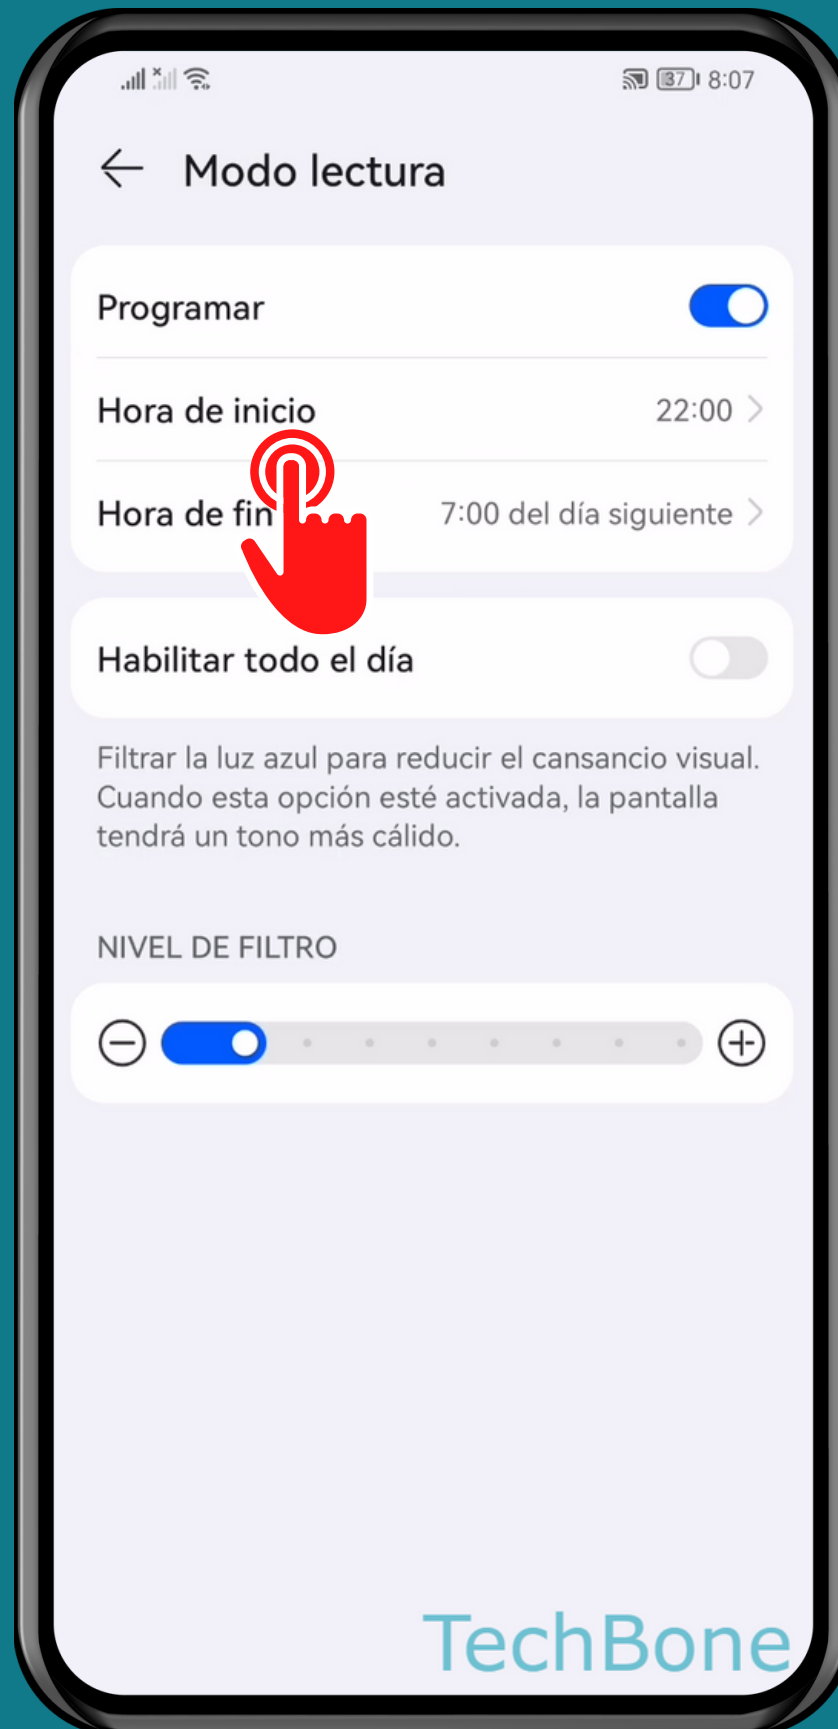 37 8:07
Modo lectura
Programar
Hora de inicio 22:00
Hora de fin 7:00 del día siguiente
Habilitar todo el día
Filtrar la luz azul para reducir el cansancio visual.
Cuando esta opción esté activada, la pantalla
tendrá un tono más cálido.
NIVEL DE FILTRO
TechBone